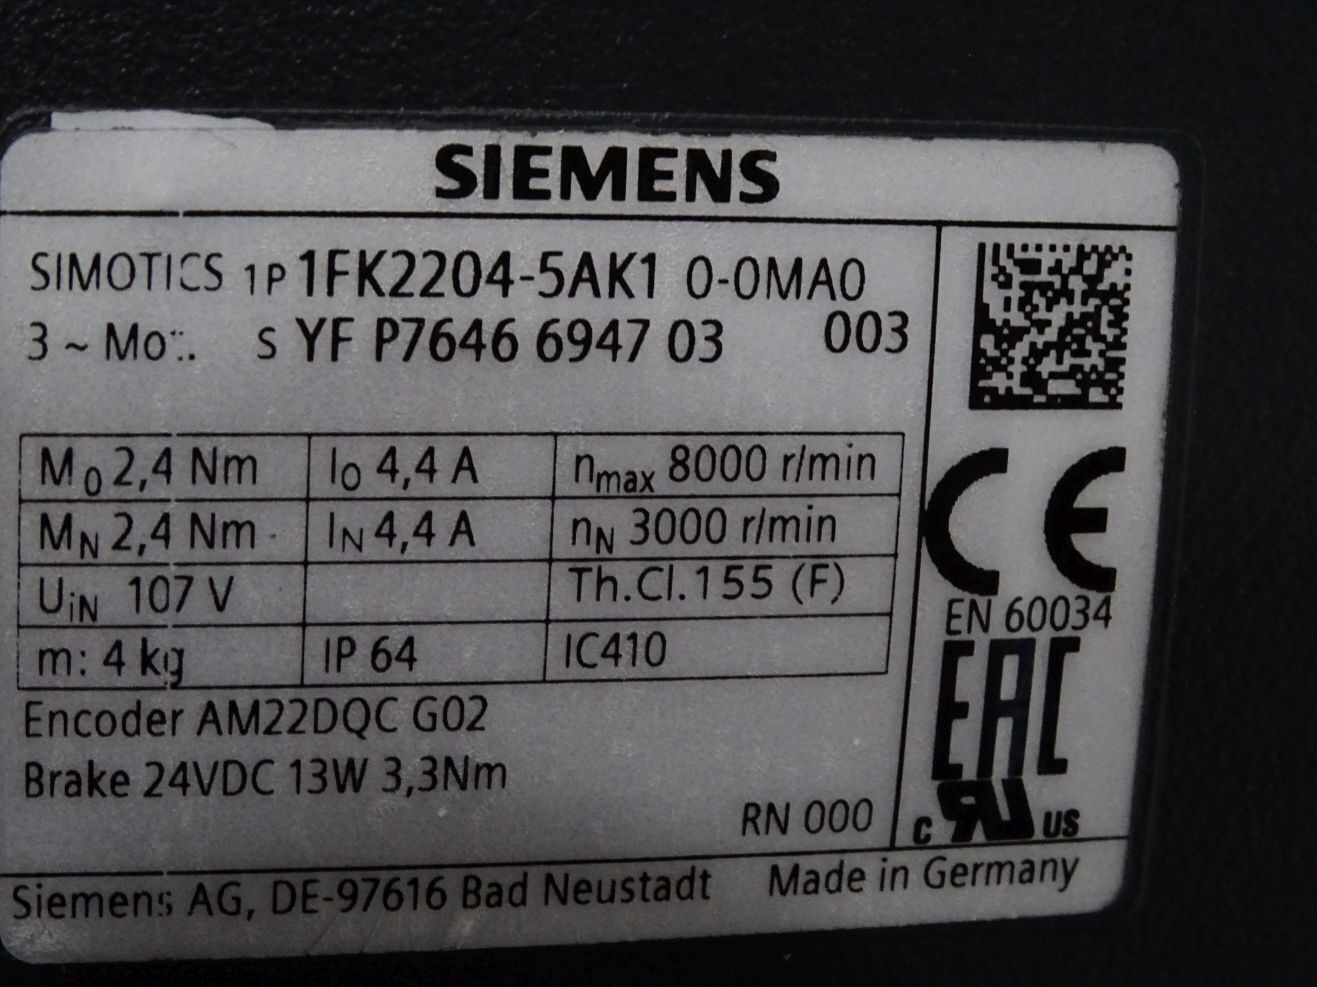 SIEMENS
SIMOTICS 1P 1FK2204-5AK1 0-0MA0
3 ~ Mot. S YF P7646 6947 03 003
M0 2,4 Nm I0 4,4 A nmax 8000 r/min
MN 2,4 Nm IN 4,4 A nN 3000 r/min
UiN 107 V Th.Cl.155 (F)
m: 4 kg IP 64 IC410
Encoder AM22DQC G02
Brake 24VDC 13W 3,3Nm
RN 000
CE
EN 60034
EAC
c RU US
Siemens AG, DE-97616 Bad Neustadt Made in Germany